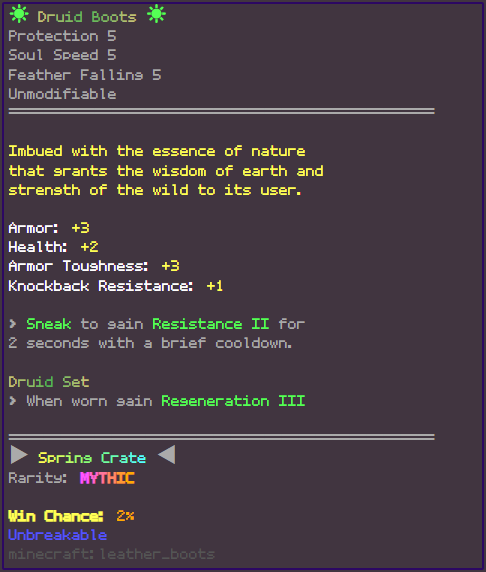 ☀ Druid Boots ☀
Protection 5
Soul Speed 5
Feather Falling 5
Unmodifiable
Imbued with the essence of nature
that grants the wisdom of earth and
strength of the wild to its user.
Armor: +3
Health: +2
Armor Toughness: +3
Knockback Resistance: +1
> Sneak to gain Resistance II for
2 seconds with a brief cooldown.
Druid Set
> When worn gain Regeneration III
▶ Spring Crate ◀
Rarity: MYTHIC
Win Chance: 2%
Unbreakable
minecraft:leather_boots